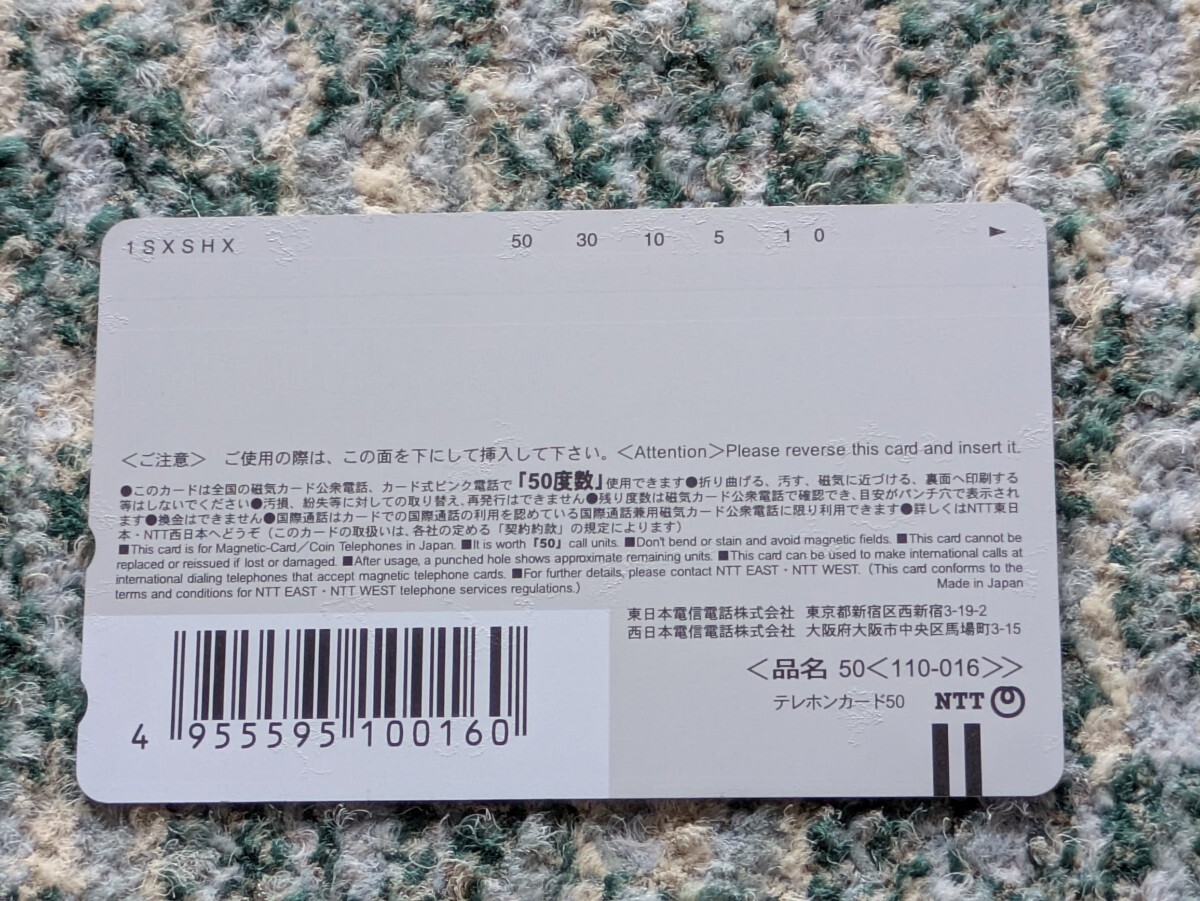 1SXSHX 50 30 10 5 1 0 ▶
＜ご注意＞ ご使用の際は、この面を下にして挿入して下さい。＜Attention＞Please reverse this card and insert it.
●このカードは全国の磁気カード公衆電話、カード式ピンク電話で「50度数」使用できます●折り曲げる、汚す、磁気に近づける、裏面へ印刷する
等はしないでください●汚損、紛失等に対しての取り替え、再発行はできません●残り度数は磁気カード公衆電話で確認でき、目安がパンチ穴で表示され
ます●換金はできません●国際通話はカードでの国際通話の利用を認めている国際通話兼用磁気カード公衆電話に限り利用できます●詳しくはNTT東日
本・NTT西日本へどうぞ（このカードの取扱いは、各社の定める「契約約款」の規定によります）
■This card is for Magnetic-Card／Coin Telephones in Japan. ■It is worth「50」call units. ■Don't bend or stain and avoid magnetic fields. ■This card cannot be
replaced or reissued if lost or damaged. ■After usage, a punched hole shows approximate remaining units. ■This card can be used to make international calls at
international dialing telephones that accept magnetic telephone cards. ■For further details, please contact NTT EAST・NTT WEST.（This card conforms to the
terms and conditions for NTT EAST・NTT WEST telephone services regulations.） Made in Japan
東日本電信電話株式会社 東京都新宿区西新宿3-19-2
西日本電信電話株式会社 大阪府大阪市中央区馬場町3-15
＜品名 50＜110-016＞＞
テレホンカード50 NTT
4 955595 100160